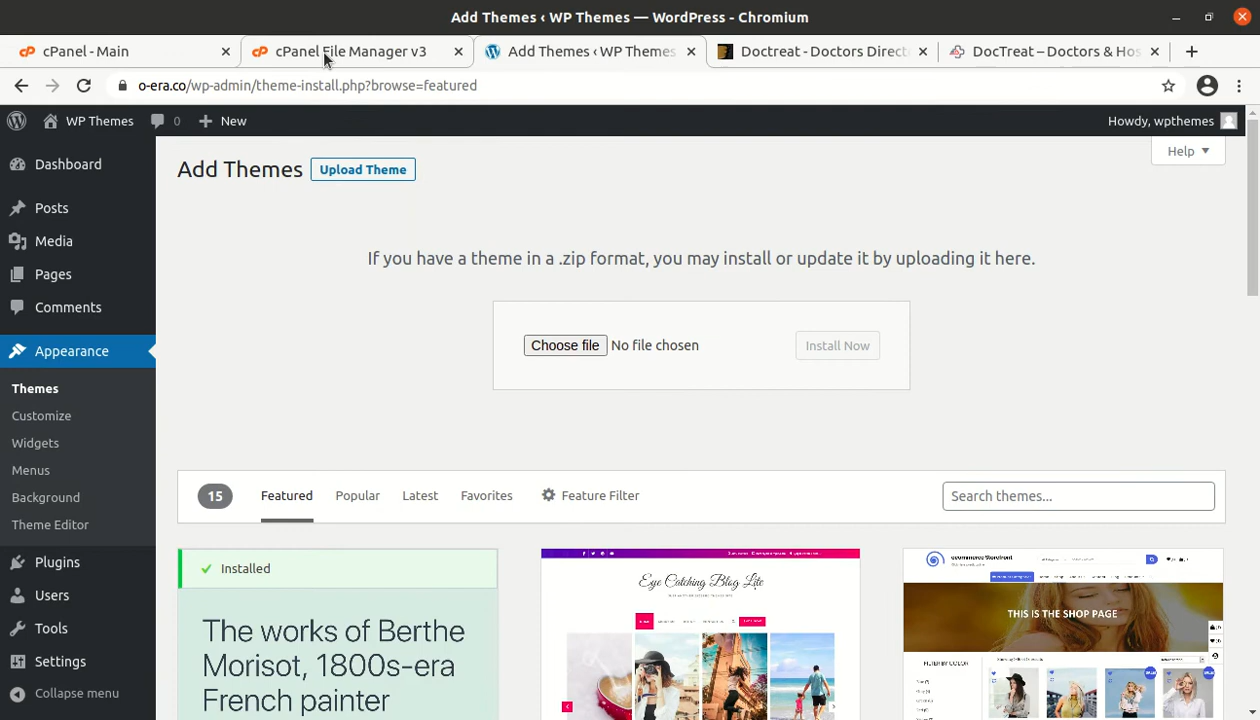 Add Themes ‹ WP Themes — WordPress - Chromium
cPanel - Main
cPanel File Manager v3
Add Themes ‹ WP Themes
Doctreat - Doctors Direct
DocTreat – Doctors & Hos
o-era.co/wp-admin/theme-install.php?browse=featured
WP Themes
0
New
Howdy, wpthemes
Dashboard
Posts
Media
Pages
Comments
Appearance
Themes
Customize
Widgets
Menus
Background
Theme Editor
Plugins
Users
Tools
Settings
Collapse menu
Help
Add Themes
Upload Theme
If you have a theme in a .zip format, you may install or update it by uploading it here.
Choose file
No file chosen
Install Now
15
Featured
Popular
Latest
Favorites
Feature Filter
Search themes...
Installed
The works of Berthe
Morisot, 1800s-era
French painter
Eye Catching Blog Lite
ecommerce Storefront
THIS IS THE SHOP PAGE
FILTER BY COLOR